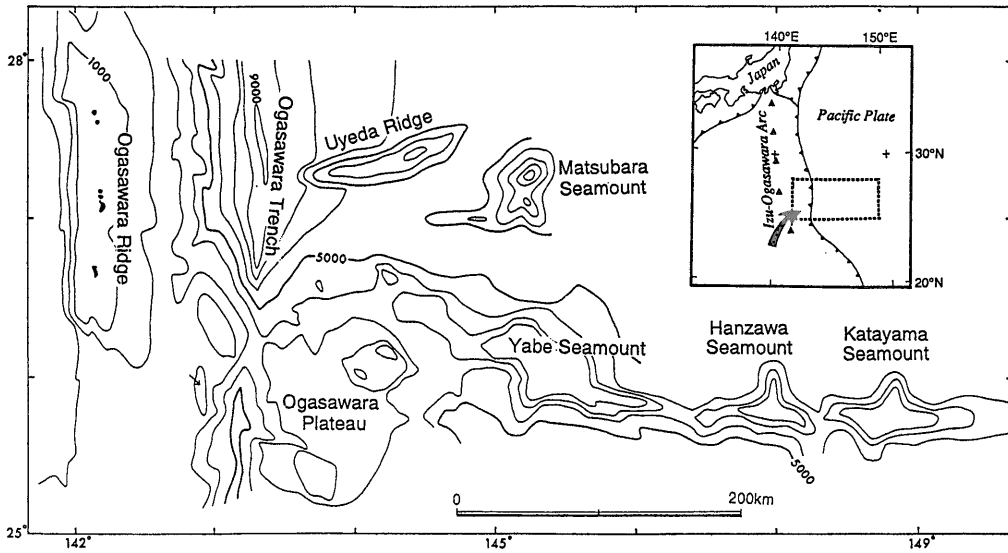 28°
1000
Ogasawara Ridge
9000
Ogasawara Trench
Uyeda Ridge
Matsubara
Seamount
5000
Yabe Seamount
Hanzawa
Seamount
Katayama
Seamount
Ogasawara
Plateau
5000
0
200km
25°
142°
145°
149°
140°E
150°E
Japan
Pacific Plate
Izu-Ogasawara Arc
30°N
20°N